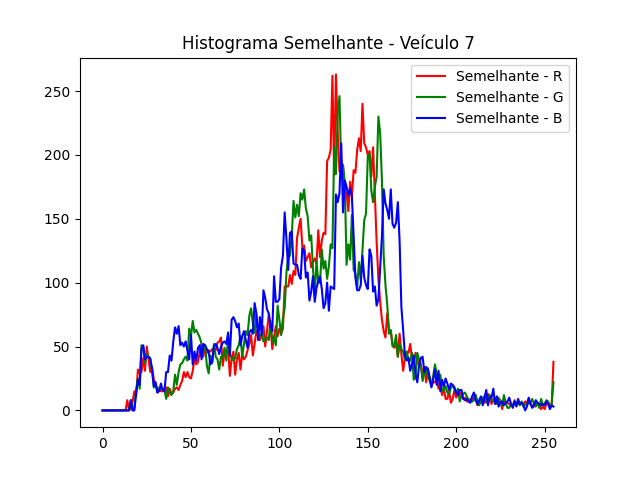 Histograma Semelhante - Veículo 7
Semelhante - R
Semelhante - G
Semelhante - B
250
200
150
100
50
0
0 50 100 150 200 250